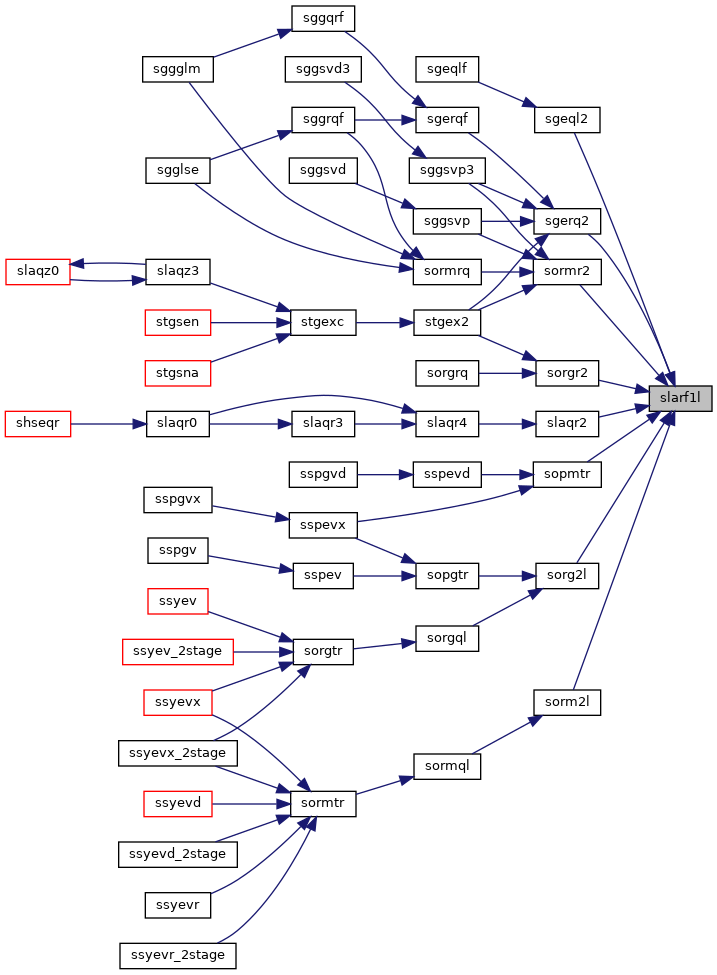 sggqrf
sggglm
sggsvd3
sgeqlf
sggrqf
sgerqf
sgeql2
sgglse
sggsvd
sggsvp3
sggsvp
sgerq2
slaqz0
slaqz3
sormrq
sormr2
stgsen
stgexc
stgex2
stgsna
sorgrq
sorgr2
slarf1l
shseqr
slaqr0
slaqr3
slaqr4
slaqr2
sspgvd
sspevd
sopmtr
sspgvx
sspevx
sspgv
sspev
sopgtr
sorg2l
ssyev
ssyev_2stage
sorgtr
sorgql
ssyevx
sorm2l
ssyevx_2stage
sormql
ssyevd
sormtr
ssyevd_2stage
ssyevr
ssyevr_2stage